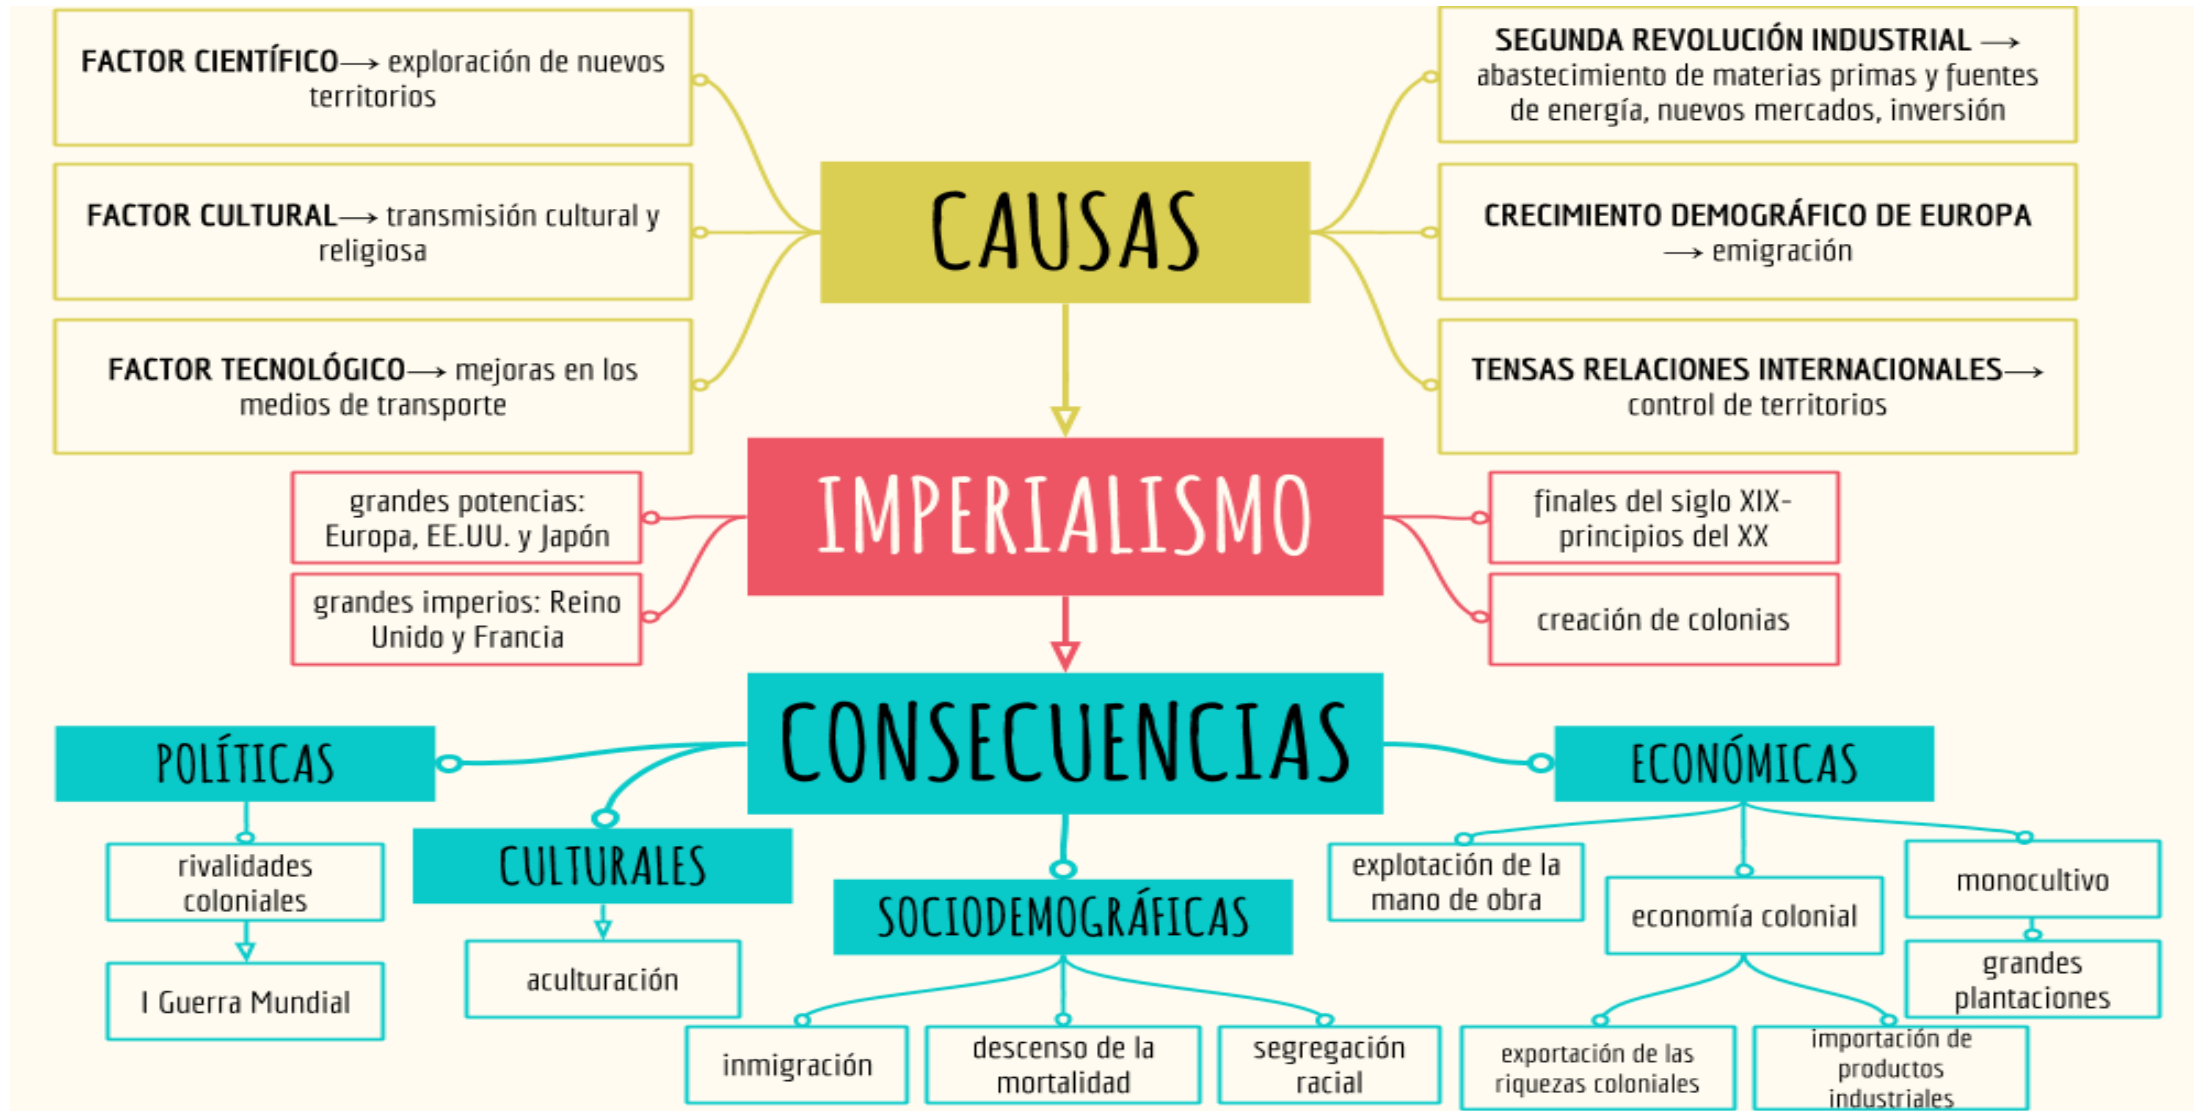 FACTOR CIENTÍFICO⟶ exploración de nuevos
territorios
FACTOR CULTURAL⟶ transmisión cultural y
religiosa
FACTOR TECNOLÓGICO⟶ mejoras en los
medios de transporte
CAUSAS
SEGUNDA REVOLUCIÓN INDUSTRIAL ⟶
abastecimiento de materias primas y fuentes
de energía, nuevos mercados, inversión
CRECIMIENTO DEMOGRÁFICO DE EUROPA
⟶ emigración
TENSAS RELACIONES INTERNACIONALES⟶
control de territorios
grandes potencias:
Europa, EE.UU. y Japón
grandes imperios: Reino
Unido y Francia
IMPERIALISMO
finales del siglo XIX-
principios del XX
creación de colonias
CONSECUENCIAS
POLÍTICAS
rivalidades
coloniales
I Guerra Mundial
CULTURALES
aculturación
SOCIODEMOGRÁFICAS
inmigración
descenso de la
mortalidad
segregación
racial
ECONÓMICAS
explotación de la
mano de obra
economía colonial
exportación de las
riquezas coloniales
importación de
productos
industriales
monocultivo
grandes
plantaciones